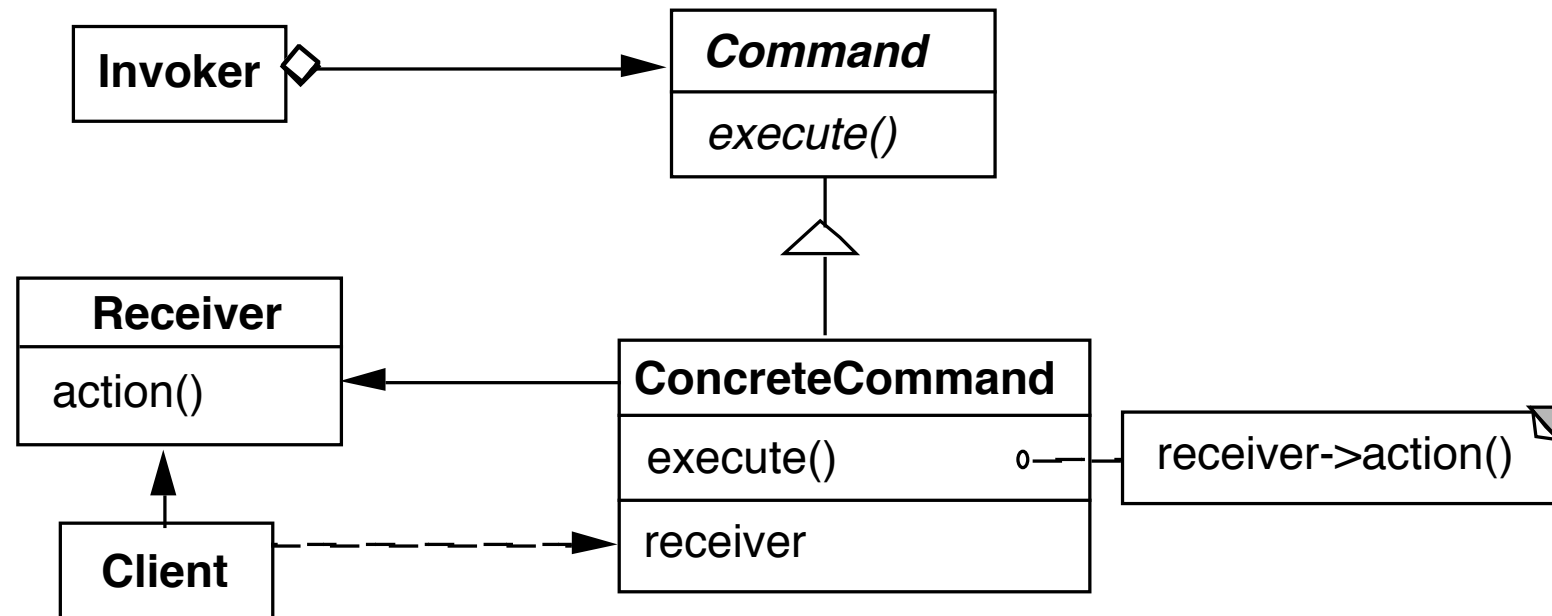 Invoker
Command
execute()
Receiver
action()
ConcreteCommand
execute()
receiver->action()
receiver
Client